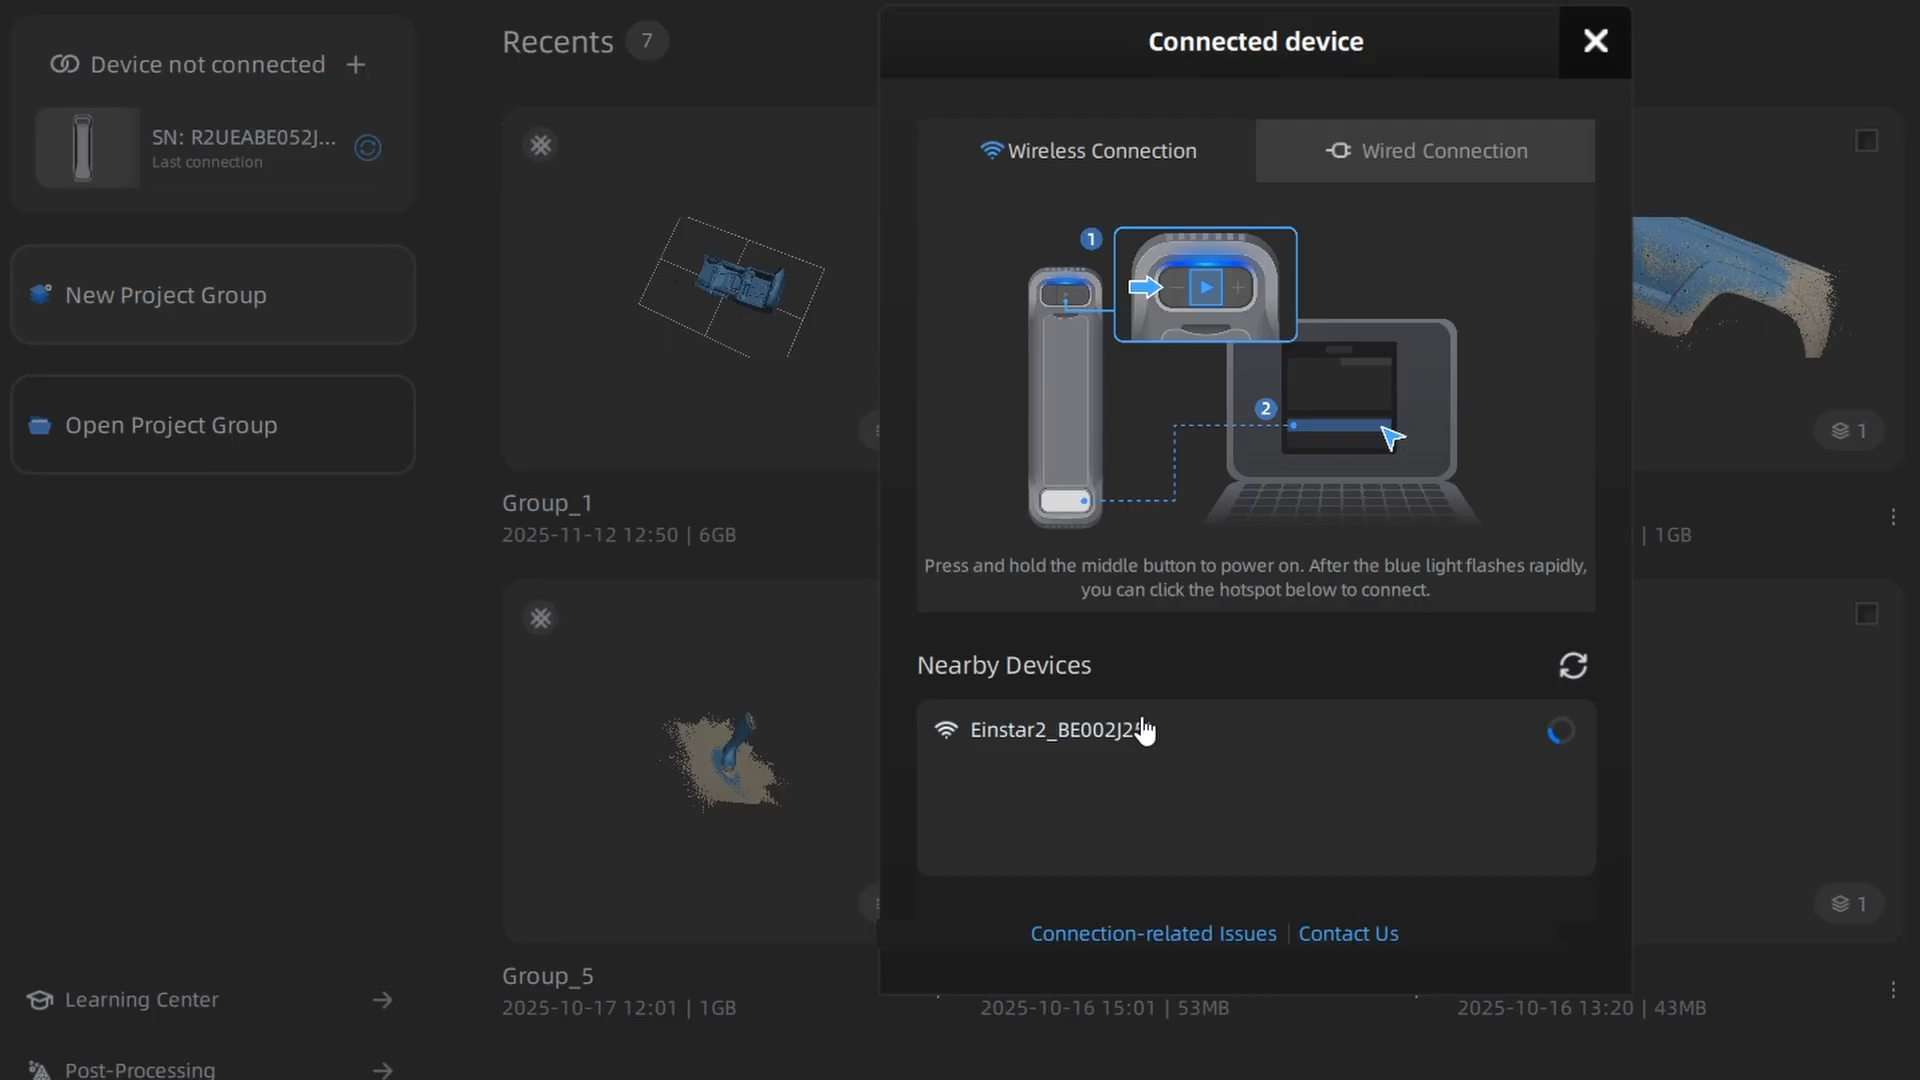 Device not connected
SN: R2UEABE052J...
Last connection
New Project Group
Open Project Group
Learning Center
Post-Processing
Recents 7
Group_1
2025-11-12 12:50 | 6GB
Group_5
2025-10-17 12:01 | 1GB
Connected device
Wireless Connection
Wired Connection
1
2
Press and hold the middle button to power on. After the blue light flashes rapidly,
you can click the hotspot below to connect.
Nearby Devices
Einstar2_BE002J2
Connection-related Issues | Contact Us
2025-10-16 15:01 | 53MB
1
| 1GB
1
2025-10-16 13:20 | 43MB